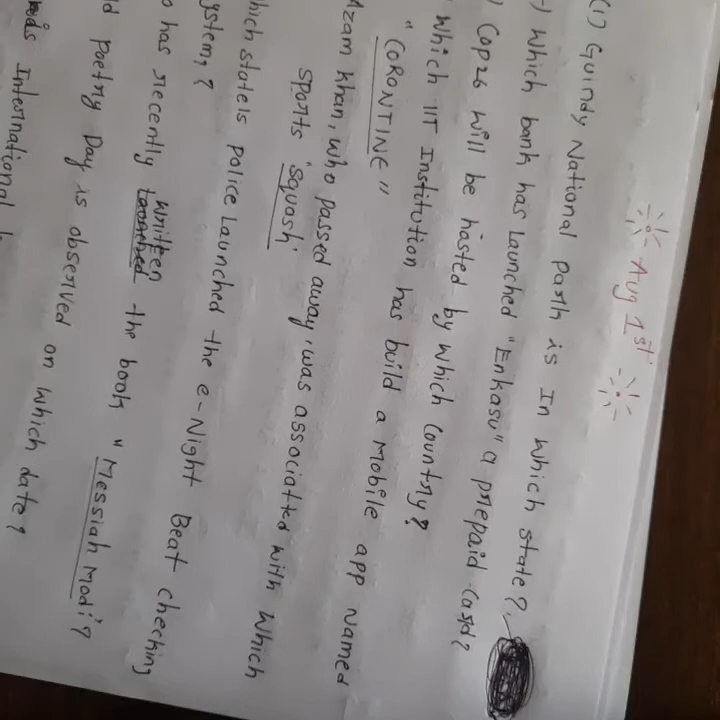 Aug 1st
(1) Guindy National Park is In which state?
-) Which bank has Launched "Enkasu" a prepaid card?
) Cop26 will be hosted by which Country?
Which IIT Institution has build a mobile app Named
"CORONTINE"
Azam Khan, who passed away, was associatted with which
sports "squash"
which state's police Launched the e-Night Beat checking
ystem,?
o has recently written the book "Messiah Modi"?
ld poetry Day is observed on which date?
International